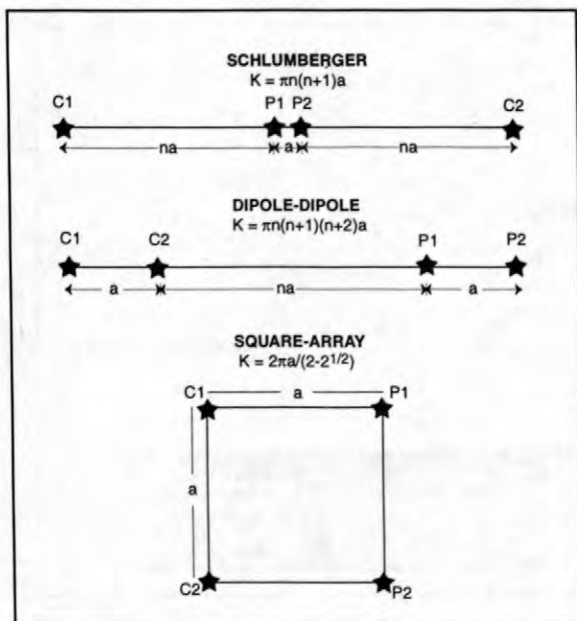 SCHLUMBERGER
K = πn(n+1)a
C1 P1 P2 C2
na a na
DIPOLE-DIPOLE
K = πn(n+1)(n+2)a
C1 C2 P1 P2
a na a
SQUARE-ARRAY
K = 2πa/(2-2^1/2)
C1 a P1
a
C2 P2